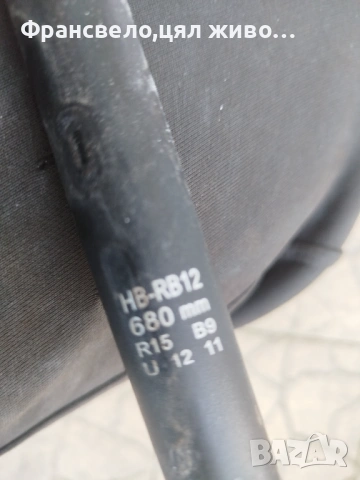 Франсвело,цял живо...
HB-RB12
680 mm
R15 B9
U 12 11
BAZAR